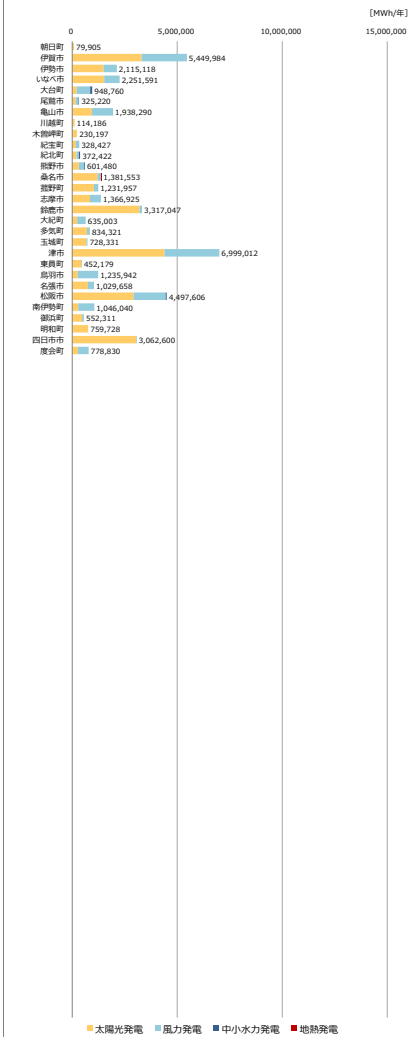 [MWh/年]
0 5,000,000 10,000,000 15,000,000
朝日町 79,905
伊賀市 5,449,984
伊勢市 2,115,118
いなべ市 2,251,591
大台町 948,760
尾鷲市 325,220
亀山市 1,938,290
川越町 114,186
木曽岬町 230,197
紀宝町 328,427
紀北町 372,422
熊野市 601,480
桑名市 1,381,553
菰野町 1,231,957
志摩市 1,366,925
鈴鹿市 3,317,047
大紀町 635,003
多気町 834,321
玉城町 728,331
津市 6,999,012
東員町 452,179
鳥羽市 1,235,942
名張市 1,029,658
松阪市 4,497,606
南伊勢町 1,046,040
御浜町 552,311
明和町 759,728
四日市市 3,062,600
度会町 778,830
太陽光発電 風力発電 中小水力発電 地熱発電